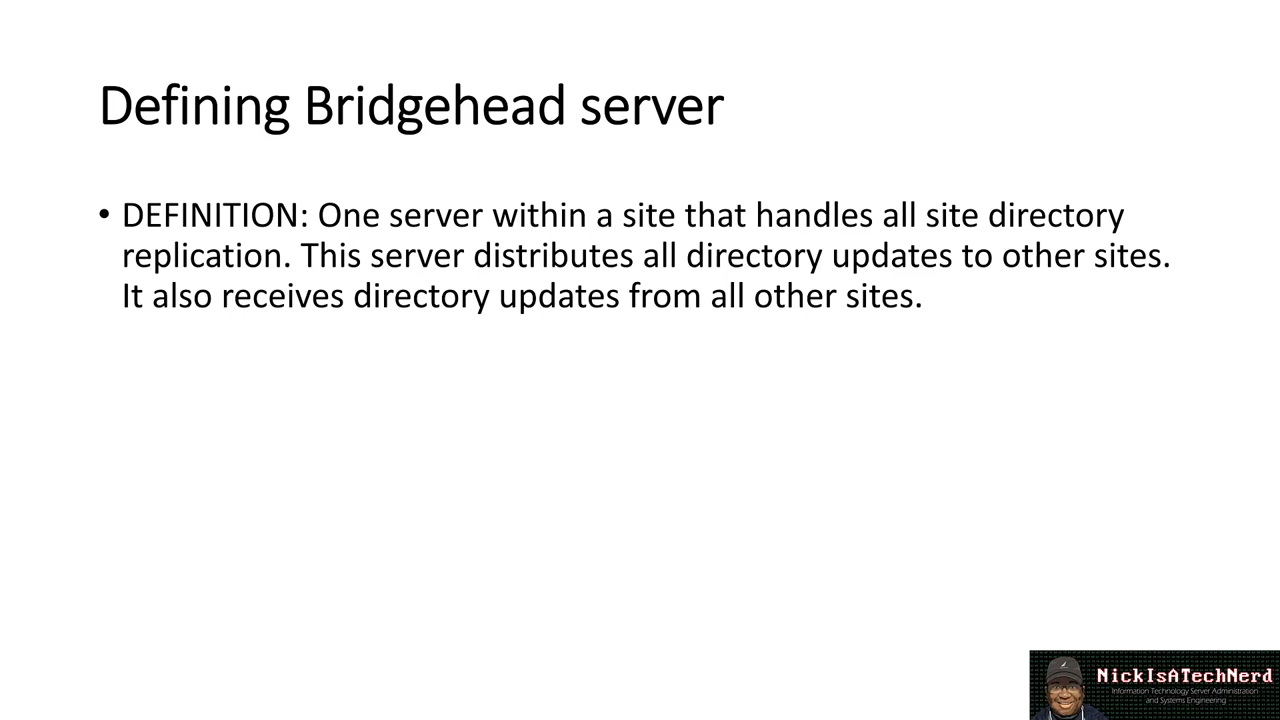 Defining Bridgehead server
• DEFINITION: One server within a site that handles all site directory
replication. This server distributes all directory updates to other sites.
It also receives directory updates from all other sites.
NickIsATechNerd
Information Technology Server Administration
and Systems Engineering